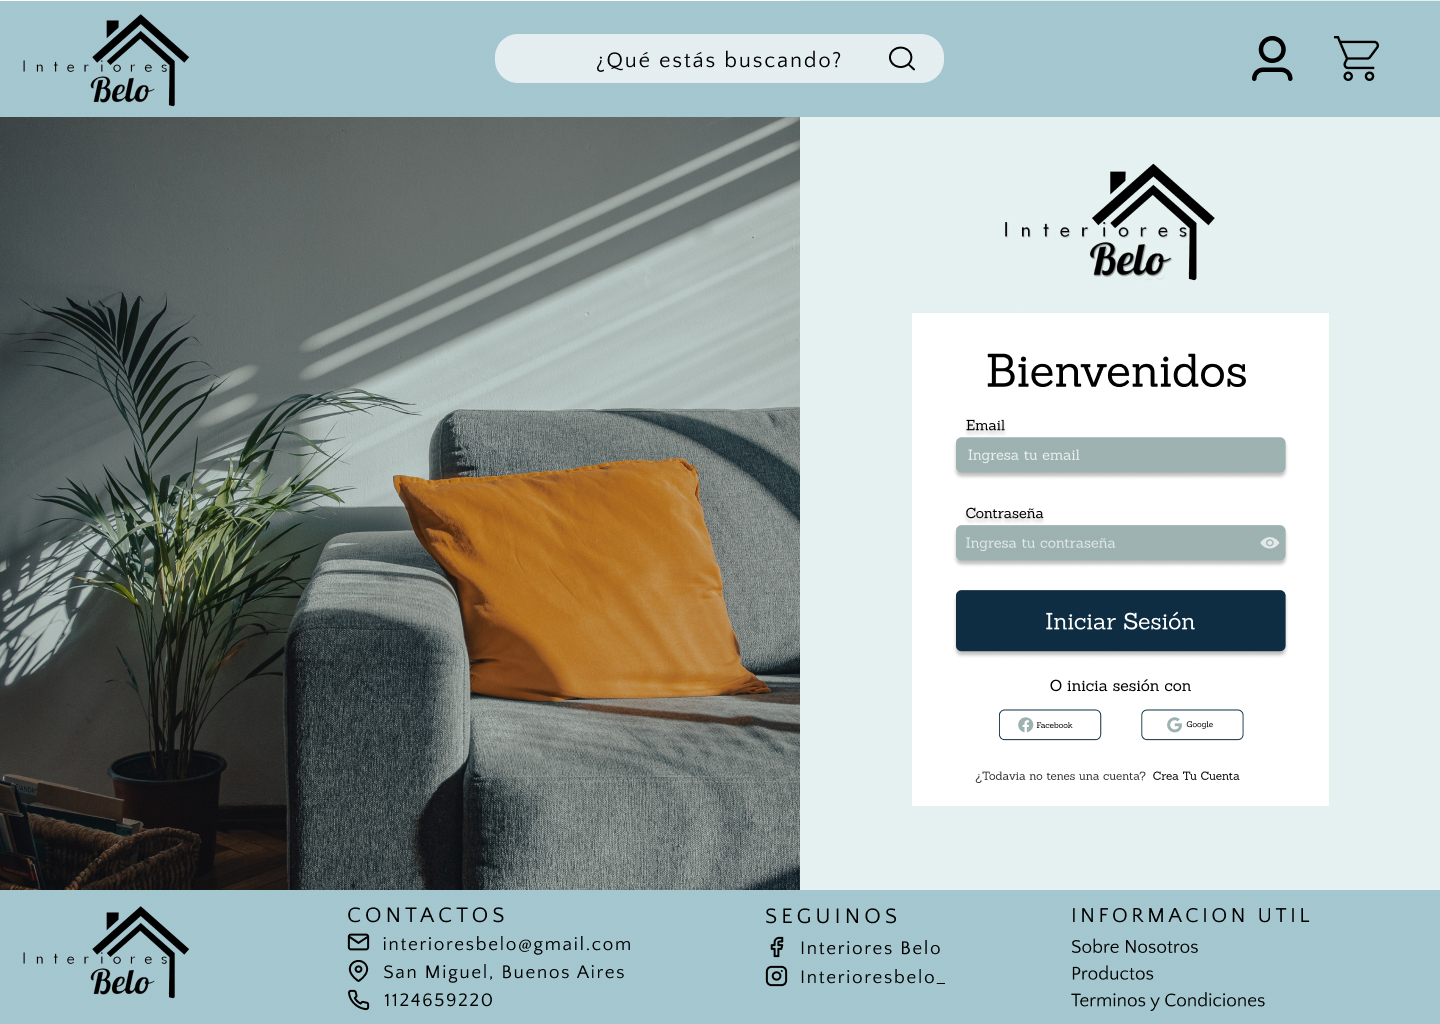 Interiores
Belo
¿Qué estás buscando?
Interiores
Belo
Bienvenidos
Email
Ingresa tu email
Contraseña
Ingresa tu contraseña
Iniciar Sesión
O inicia sesión con
Facebook
Google
¿Todavia no tenes una cuenta? Crea Tu Cuenta
Interiores
Belo
CONTACTOS
interioresbelo@gmail.com
San Miguel, Buenos Aires
1124659220
SEGUINOS
Interiores Belo
Interioresbelo_
INFORMACION UTIL
Sobre Nosotros
Productos
Terminos y Condiciones